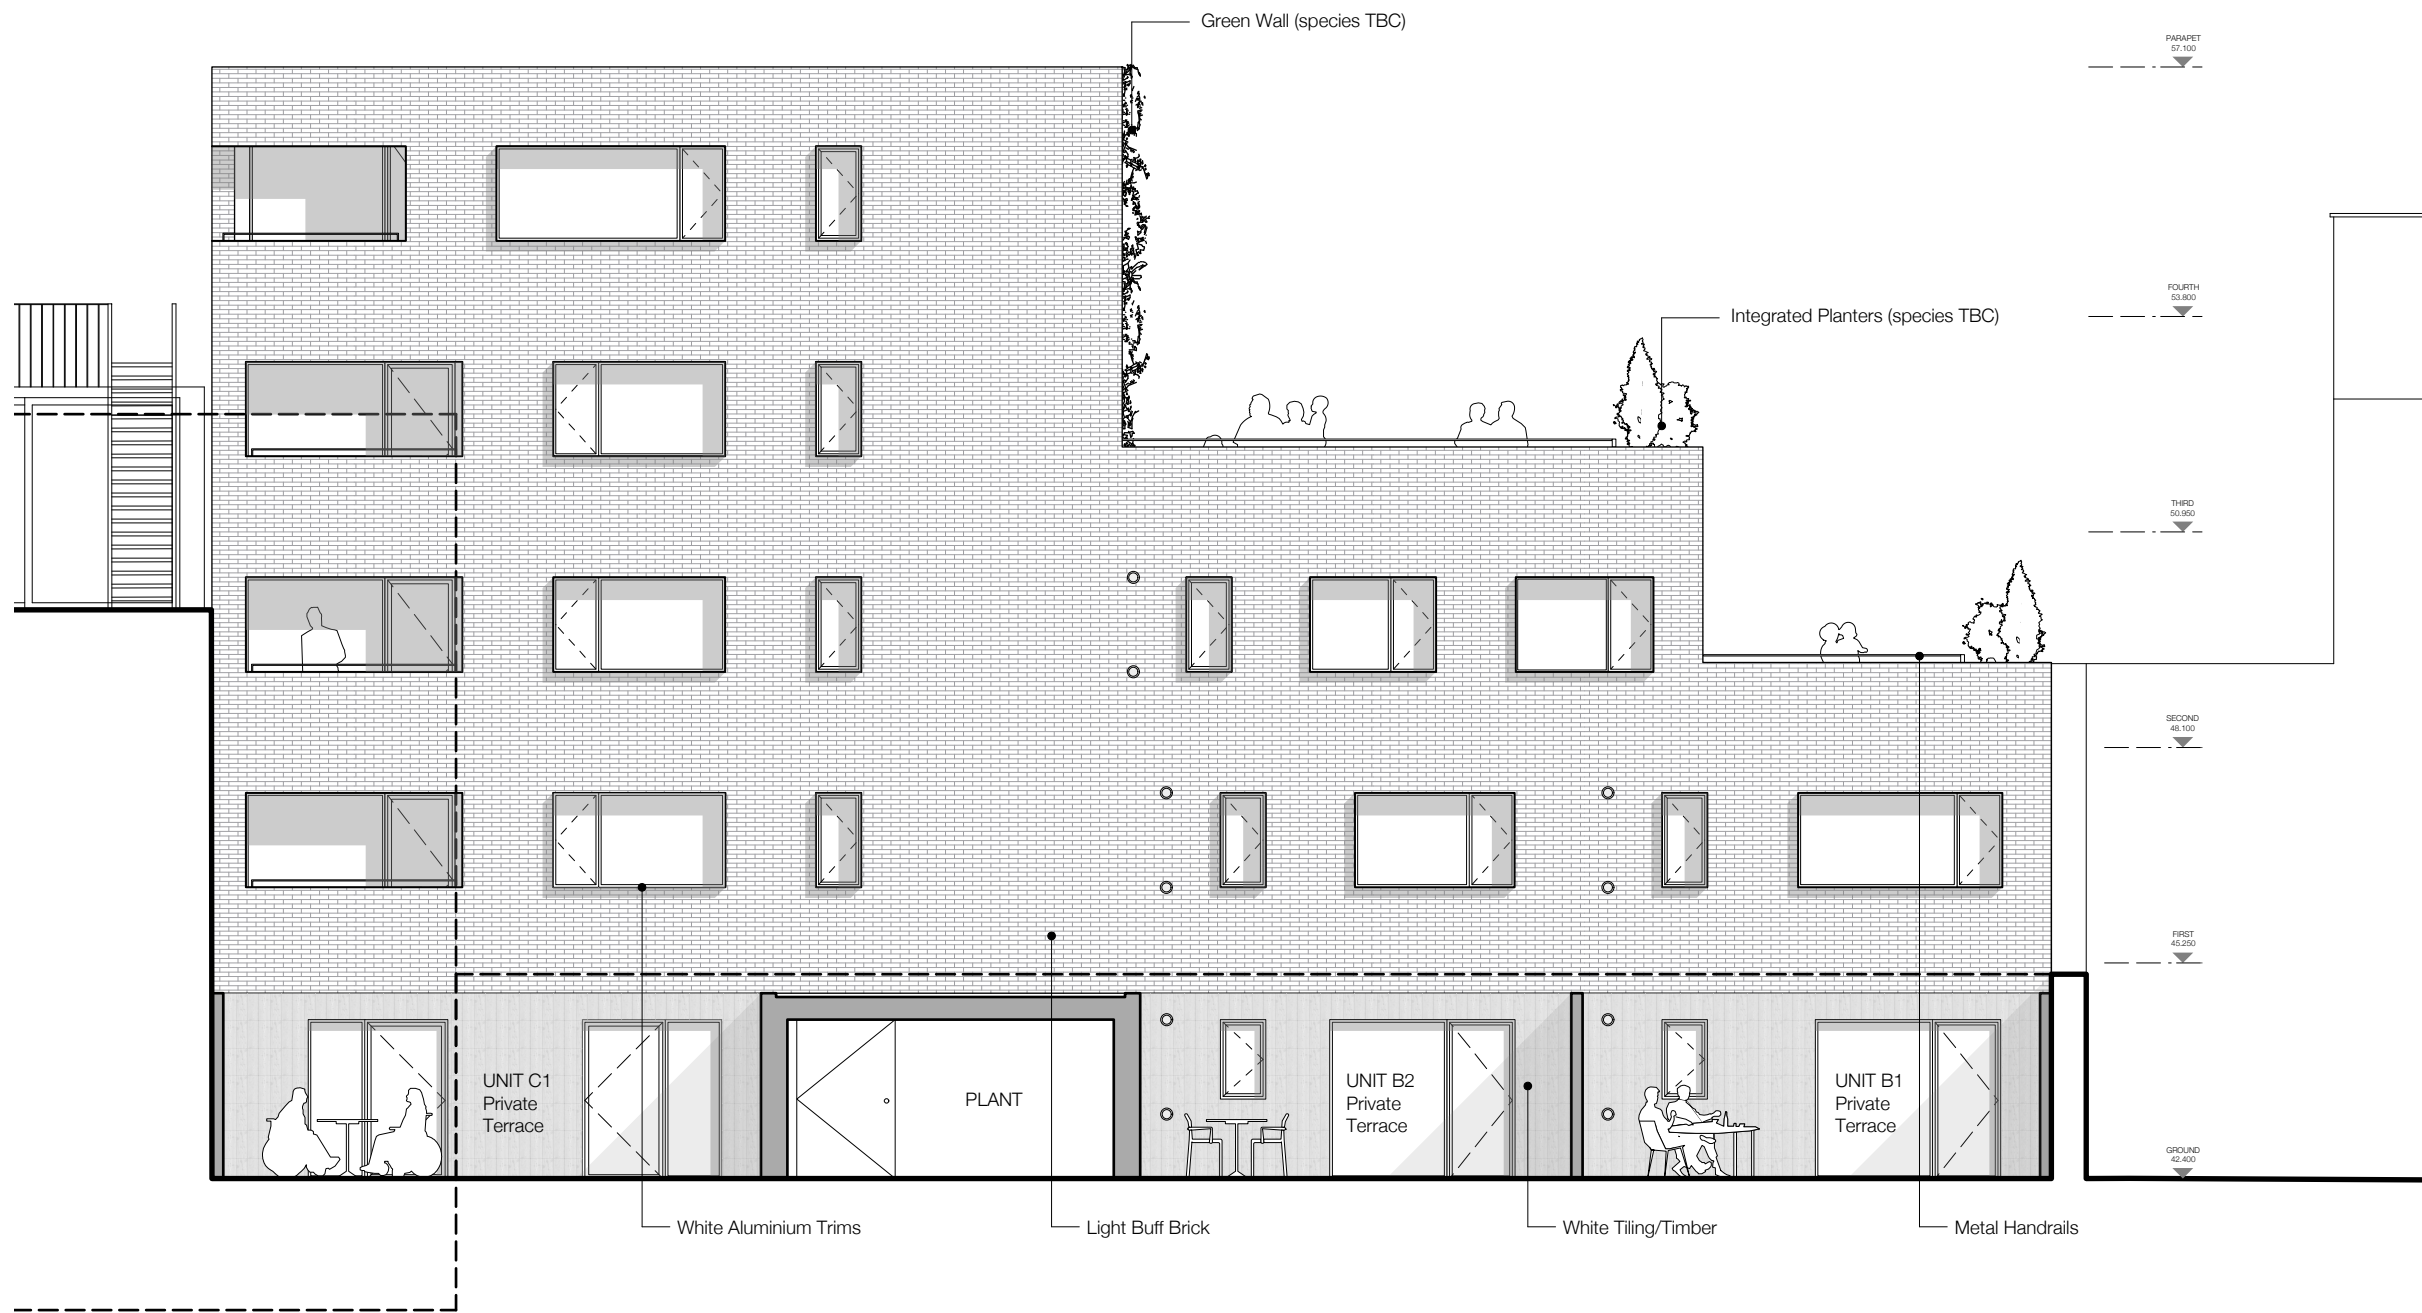 Green Wall (species TBC)
PARAPET
57.100
FOURTH
53.800
Integrated Planters (species TBC)
THIRD
50.950
SECOND
48.100
FIRST
45.250
UNIT C1
Private
Terrace
PLANT
UNIT B2
Private
Terrace
UNIT B1
Private
Terrace
GROUND
42.400
White Aluminium Trims
Light Buff Brick
White Tiling/Timber
Metal Handrails